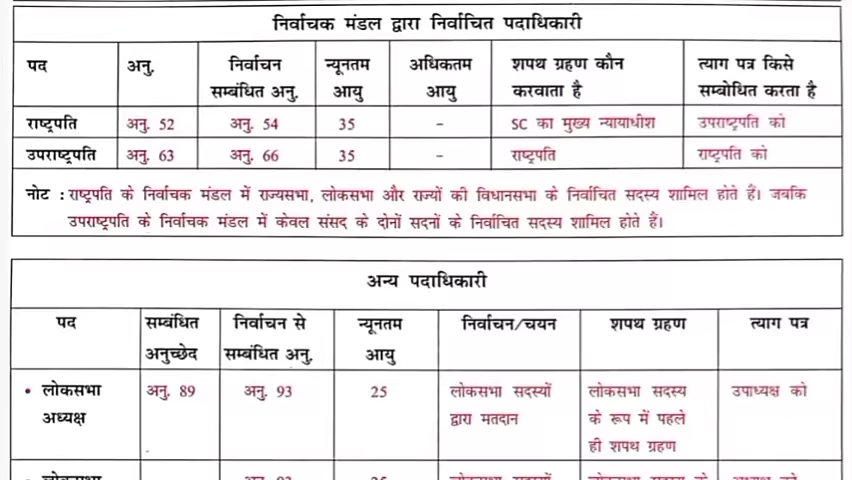 निर्वाचक मंडल द्वारा निर्वाचित पदाधिकारी
पद अनु. निर्वाचन सम्बंधित अनु. न्यूनतम आयु अधिकतम आयु शपथ ग्रहण कौन करवाता है त्याग पत्र किसे सम्बोधित करता है
राष्ट्रपति अनु. 52 अनु. 54 35 – SC का मुख्य न्यायाधीश उपराष्ट्रपति को
उपराष्ट्रपति अनु. 63 अनु. 66 35 – राष्ट्रपति राष्ट्रपति को
नोट : राष्ट्रपति के निर्वाचक मंडल में राज्यसभा, लोकसभा और राज्यों की विधानसभा के निर्वाचित सदस्य शामिल होते हैं। जबकि
उपराष्ट्रपति के निर्वाचक मंडल में केवल संसद के दोनों सदनों के निर्वाचित सदस्य शामिल होते हैं।
अन्य पदाधिकारी
पद सम्बंधित अनुच्छेद निर्वाचन से सम्बंधित अनु. न्यूनतम आयु निर्वाचन/चयन शपथ ग्रहण त्याग पत्र
• लोकसभा अध्यक्ष अनु. 89 अनु. 93 25 लोकसभा सदस्यों द्वारा मतदान लोकसभा सदस्य के रूप में पहले ही शपथ ग्रहण उपाध्यक्ष को